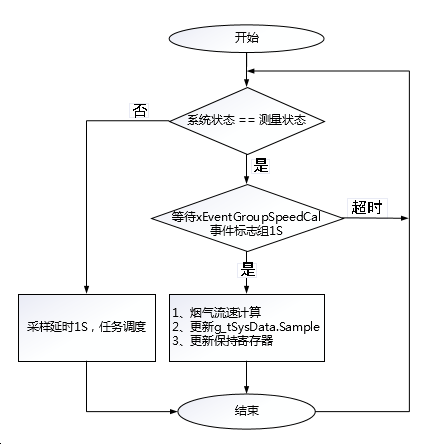 开始
系统状态 == 测量状态
否
是
等待xEventGroupSpeedCal
事件标志组1S
超时
是
采样延时1S，任务调度
1、烟气流速计算
2、更新g_tSysData.Sample
3、更新保持寄存器
结束